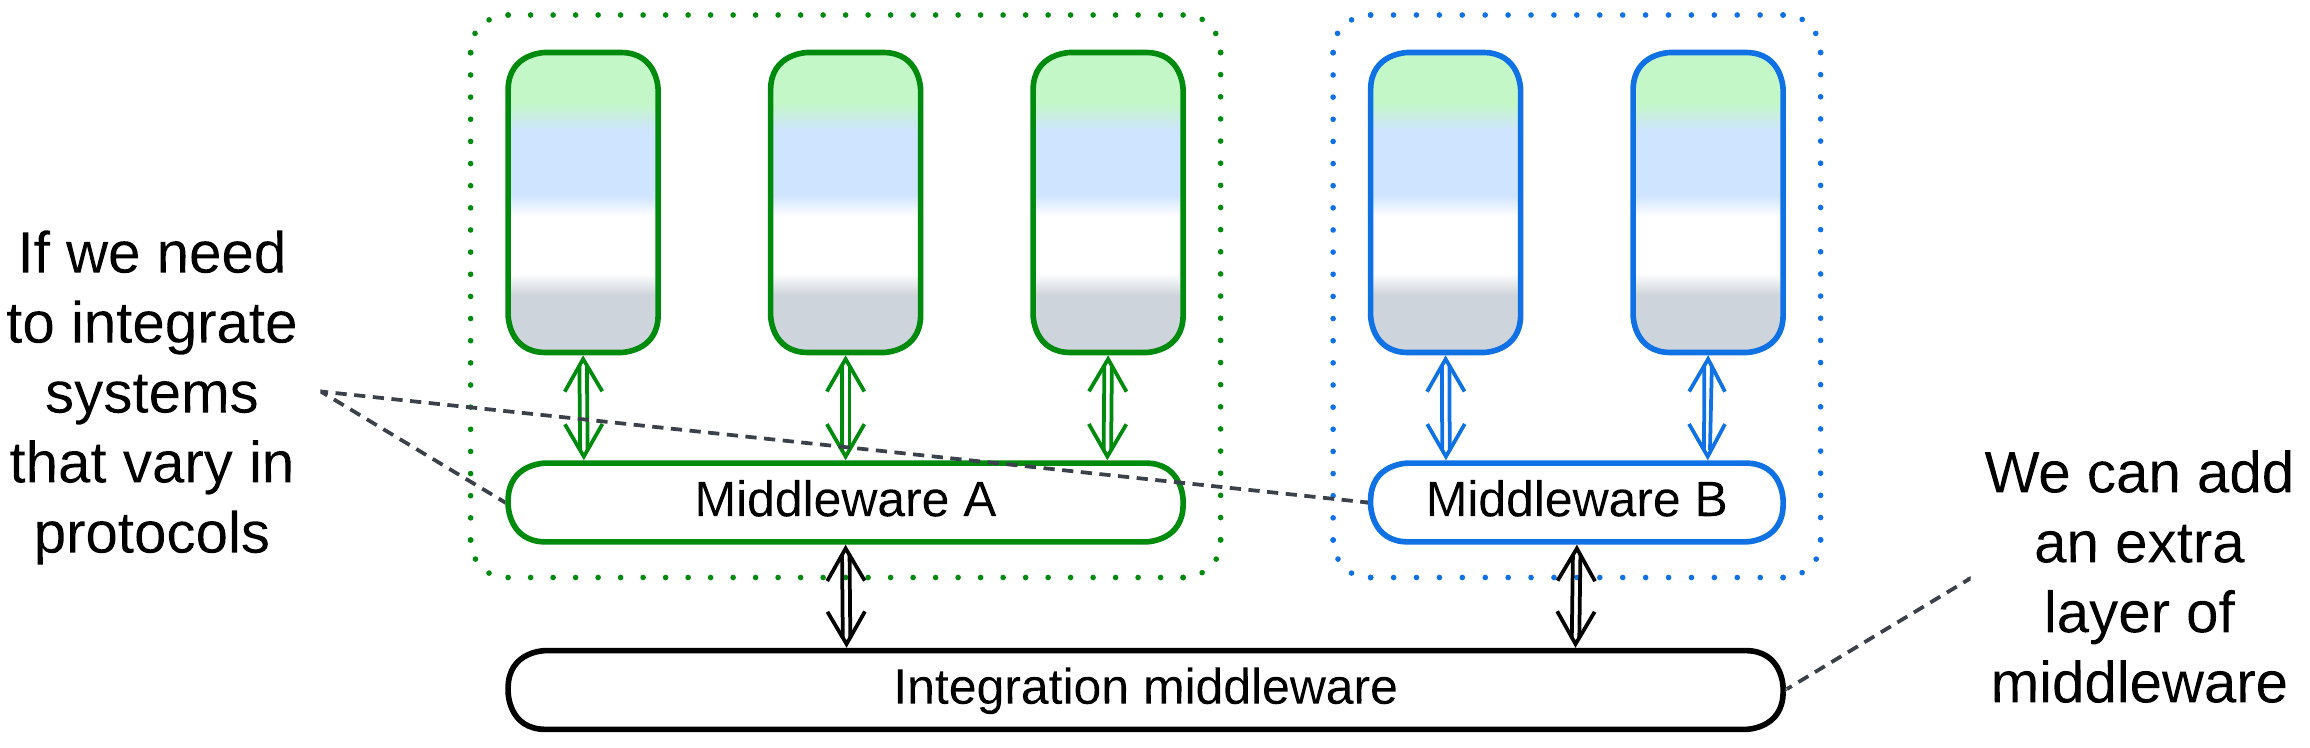 If we need
to integrate
systems
that vary in
protocols
Middleware A
Middleware B
We can add
an extra
layer of
middleware
Integration middleware